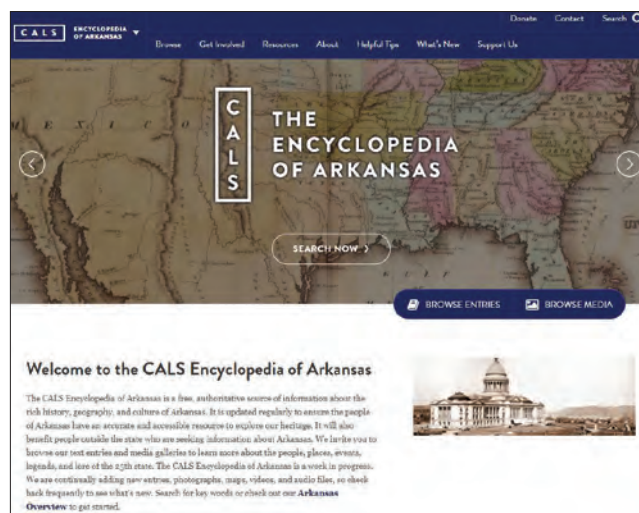 Donate Contact Search
CALS ENCYCLOPEDIA
OF ARKANSAS
Browse Get Involved Resources About Helpful Tips What's New Support Us
MEXICO
CALS
THE
ENCYCLOPEDIA
OF ARKANSAS
SEARCH NOW
GULF
BROWSE ENTRIES BROWSE MEDIA
Welcome to the CALS Encyclopedia of Arkansas
The CALS Encyclopedia of Arkansas is a free, authoritative source of information about the
rich history, geography, and culture of Arkansas. It is updated regularly to ensure the people
of Arkansas have an accurate and accessible resource to explore our heritage. It will also
benefit people outside the state who are seeking information about Arkansas. We invite you to
browse our text entries and media galleries to learn more about the people, places, events,
legends, and lore of the 25th state. The CALS Encyclopedia of Arkansas is a work in progress.
We are continually adding new entries, photographs, maps, videos, and audio files, so check
back frequently to see what's new. Search for key words or check out our Arkansas
Overview to get started.